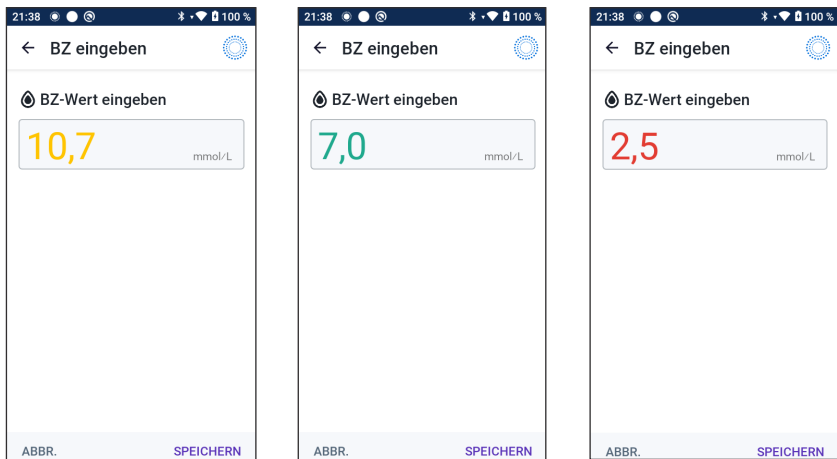 21:38 100 %
BZ eingeben
BZ-Wert eingeben
10,7 mmol/L
ABBR. SPEICHERN
21:38 100 %
BZ eingeben
BZ-Wert eingeben
7,0 mmol/L
ABBR. SPEICHERN
21:38 100 %
BZ eingeben
BZ-Wert eingeben
2,5 mmol/L
ABBR. SPEICHERN